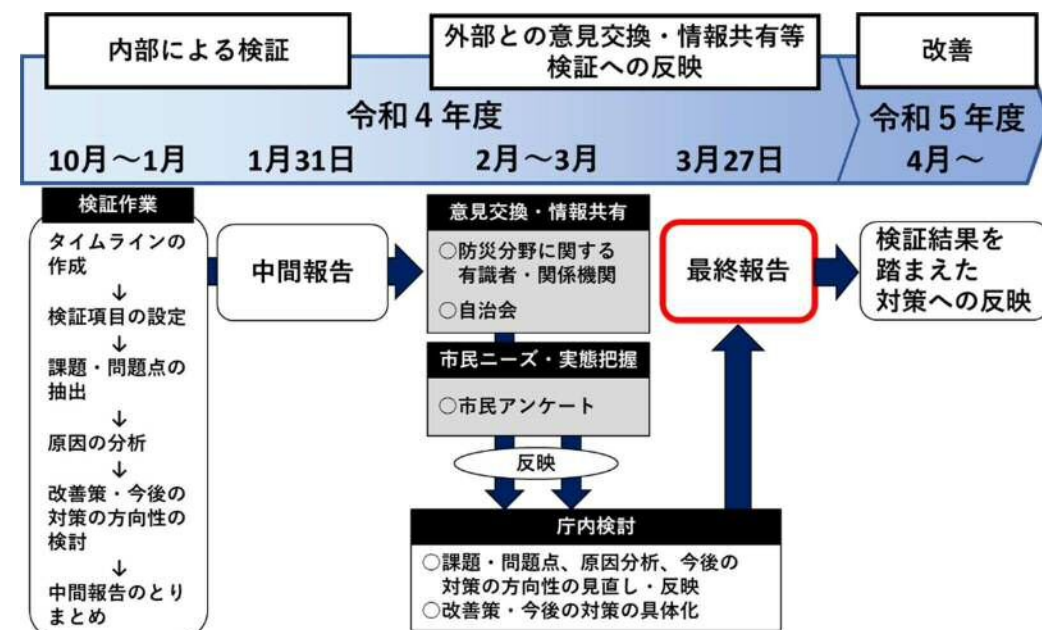 内部による検証
外部との意見交換・情報共有等
検証への反映
改善
令和4年度
令和5年度
10月～1月
1月31日
2月～3月
3月27日
4月～
検証作業
タイムラインの
作成
↓
検証項目の設定
↓
課題・問題点の
抽出
↓
原因の分析
↓
改善策・今後の
対策の方向性の
検討
↓
中間報告のとり
まとめ
中間報告
意見交換・情報共有
○防災分野に関する
有識者・関係機関
○自治会
市民ニーズ・実態把握
○市民アンケート
反映
庁内検討
○課題・問題点、原因分析、今後の
対策の方向性の見直し・反映
○改善策・今後の対策の具体化
最終報告
検証結果を
踏まえた
対策への反映